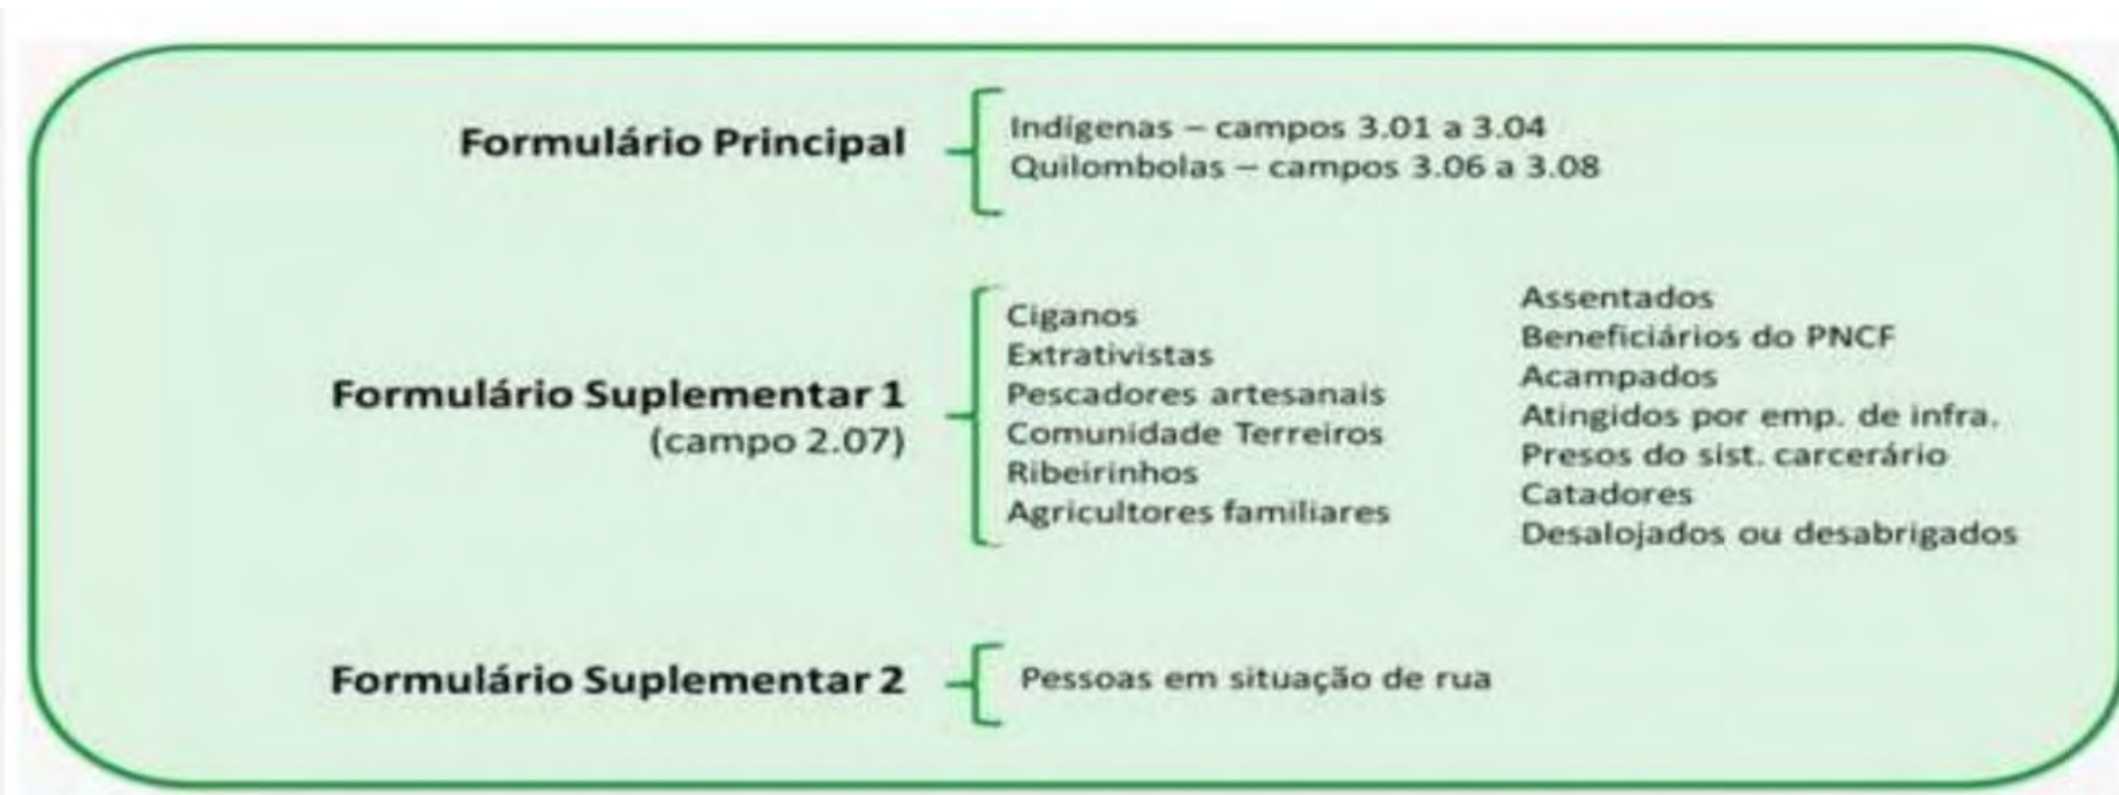 Formulário Principal
Indígenas – campos 3.01 a 3.04
Quilombolas – campos 3.06 a 3.08
Formulário Suplementar 1
(campo 2.07)
Ciganos
Extrativistas
Pescadores artesanais
Comunidade Terreiros
Ribeirinhos
Agricultores familiares
Assentados
Beneficiários do PNCF
Acampados
Atingidos por emp. de infra.
Presos do sist. carcerário
Catadores
Desalojados ou desabrigados
Formulário Suplementar 2
Pessoas em situação de rua